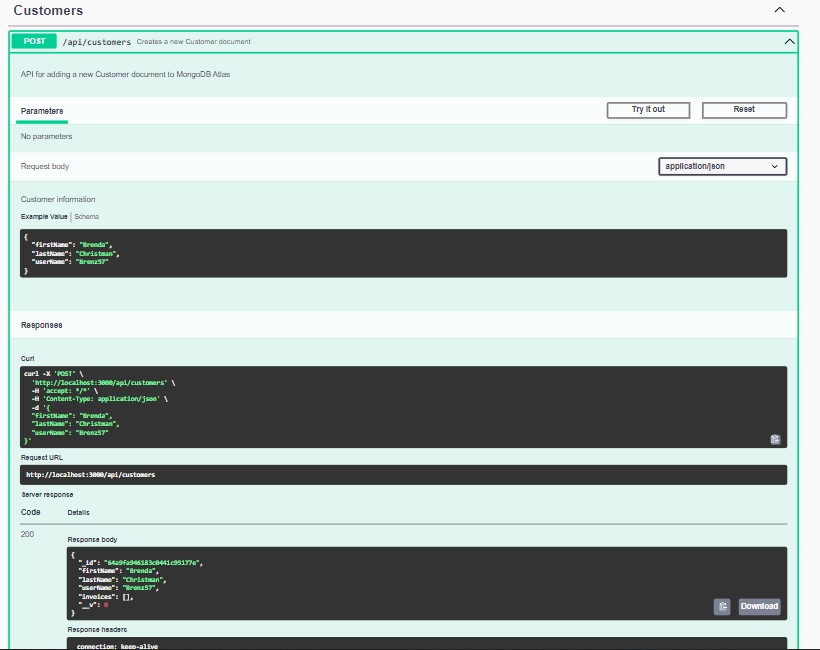 Customers
POST /api/customers Creates a new Customer document
API for adding a new Customer document to MongoDB Atlas
Parameters Try it out Reset
No parameters
Request body application/json
Customer information
Example Value | Schema
{
"firstName": "Brenda",
"lastName": "Christman",
"userName": "Brenz57"
}
Responses
Curl
curl -X 'POST' \
'http://localhost:3000/api/customers' \
-H 'accept: */*' \
-H 'Content-Type: application/json' \
-d '{
"firstName": "Brenda",
"lastName": "Christman",
"userName": "Brenz57"
}'
Request URL
http://localhost:3000/api/customers
Server response
Code Details
200
Response body
{
"_id": "64a9fa946183c0441c95177e",
"firstName": "Brenda",
"lastName": "Christman",
"userName": "Brenz57",
"invoices": [],
"__v": 0
}
Download
Response headers
connection: keep-alive